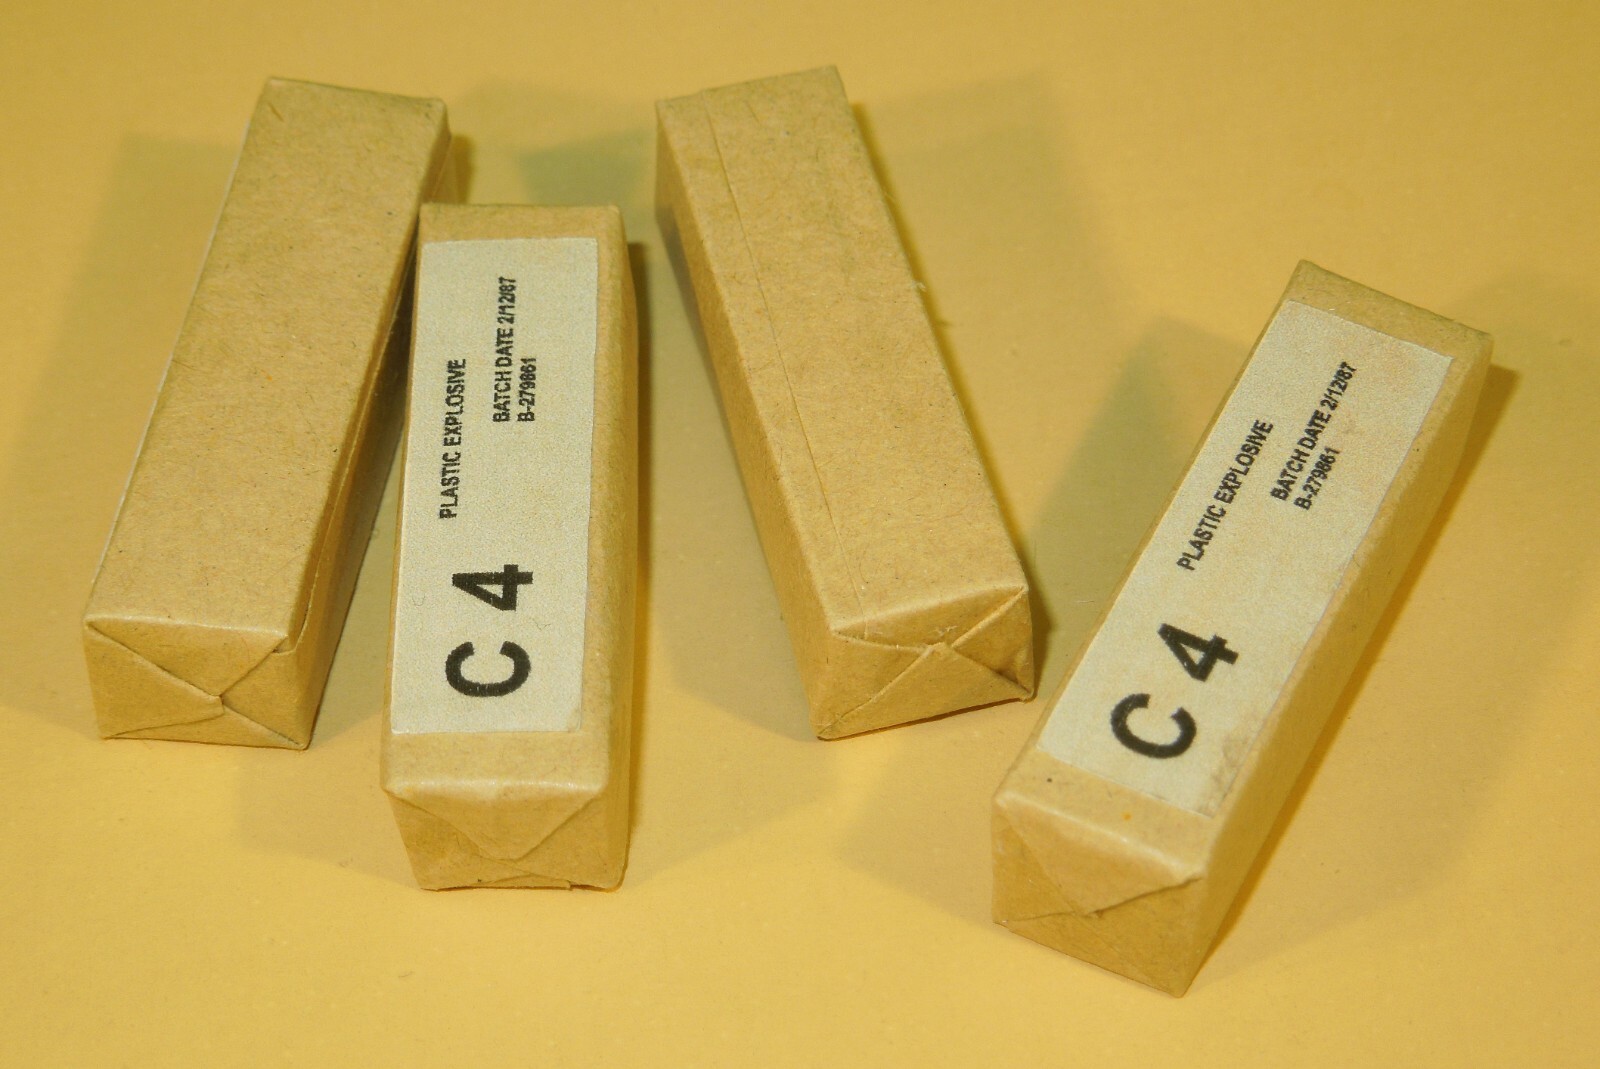 C 4
PLASTIC EXPLOSIVE
BATCH DATE 2/12/87
B-279861
C 4
PLASTIC EXPLOSIVE
BATCH DATE 2/12/87
B-279861